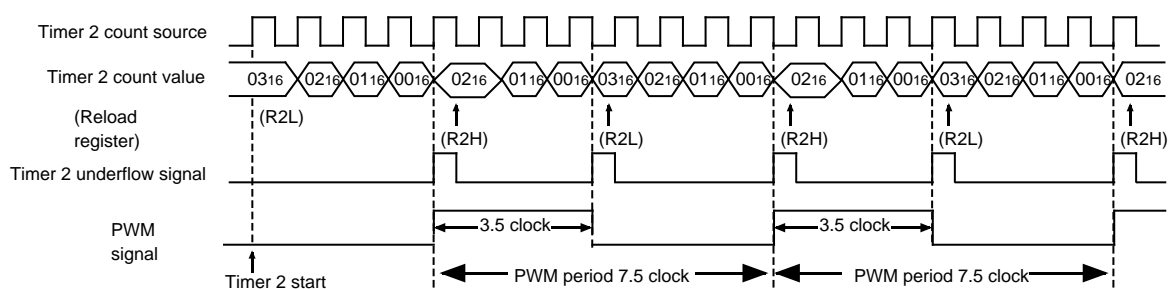 Timer 2 count source
Timer 2 count value
0316 0216 0116 0016 0216 0116 0016 0316 0216 0116 0016 0216 0116 0016 0316 0216 0116 0016 0216
(Reload
register)
(R2L) (R2H) (R2L) (R2H) (R2L) (R2H)
Timer 2 underflow signal
PWM
signal
3.5 clock 3.5 clock
Timer 2 start
PWM period 7.5 clock PWM period 7.5 clock